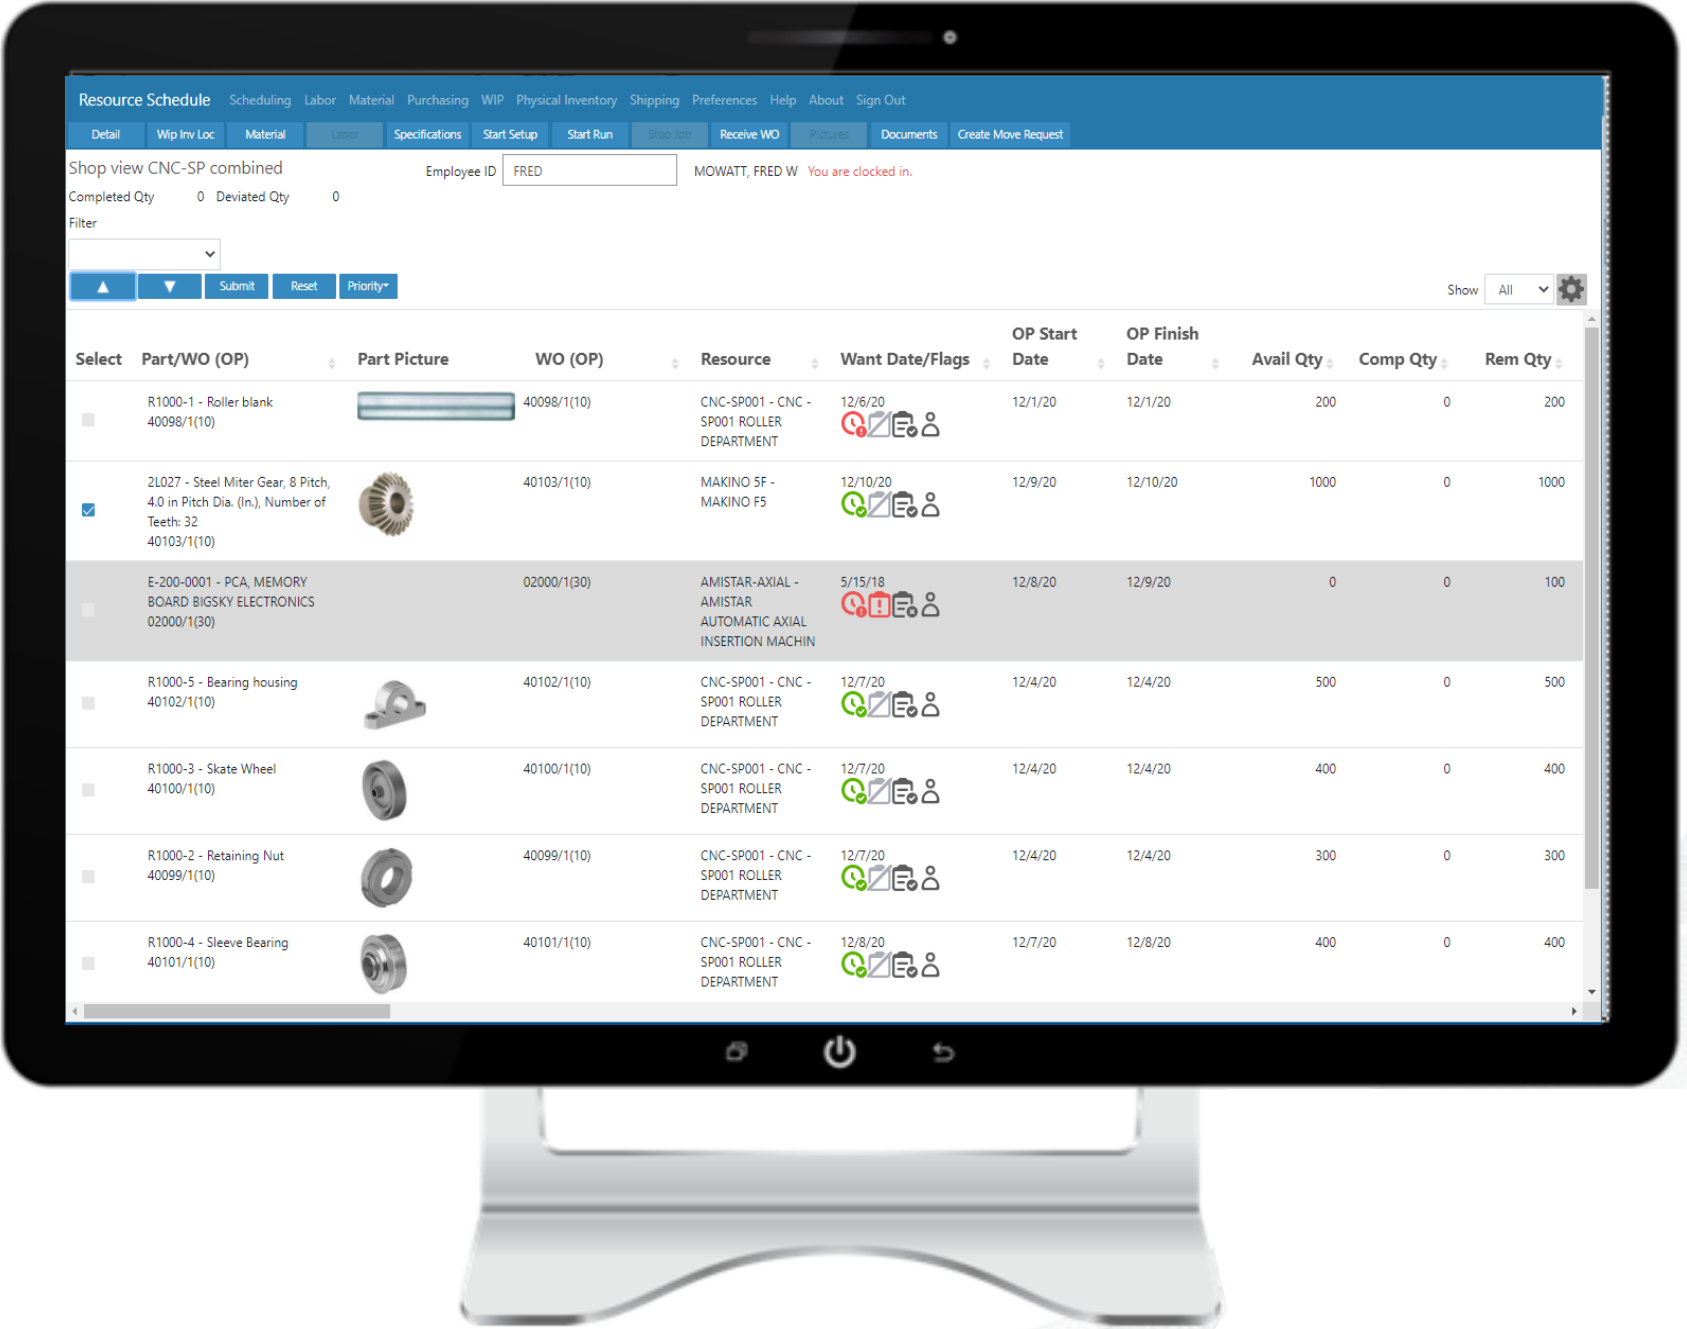 Resource Schedule Scheduling Labor Material Purchasing WIP Physical Inventory Shipping Preferences Help About Sign Out
Detail Wip Inv Loc Material Labor Specifications Start Setup Start Run Stop Job Receive WO Pictures Documents Create Move Request
Shop view CNC-SP combined Employee ID FRED MOWATT, FRED W You are clocked in.
Completed Qty 0 Deviated Qty 0
Filter
Submit Reset Priority Show All
OP Start OP Finish
Select Part/WO (OP) Part Picture WO (OP) Resource Want Date/Flags Date Date Avail Qty Comp Qty Rem Qty
R1000-1 - Roller blank 40098/1(10) CNC-SP001 - CNC - 12/6/20 12/1/20 12/1/20 200 0 200
40098/1(10) SP001 ROLLER
DEPARTMENT
2L027 - Steel Miter Gear, 8 Pitch, 40103/1(10) MAKINO 5F - 12/10/20 12/9/20 12/10/20 1000 0 1000
4.0 in Pitch Dia. (In.), Number of MAKINO F5
Teeth: 32
40103/1(10)
E-200-0001 - PCA, MEMORY 02000/1(30) AMISTAR-AXIAL - 5/15/18 12/8/20 12/9/20 0 0 100
BOARD BIGSKY ELECTRONICS AMISTAR
02000/1(30) AUTOMATIC AXIAL
INSERTION MACHIN
R1000-5 - Bearing housing 40102/1(10) CNC-SP001 - CNC - 12/7/20 12/4/20 12/4/20 500 0 500
40102/1(10) SP001 ROLLER
DEPARTMENT
R1000-3 - Skate Wheel 40100/1(10) CNC-SP001 - CNC - 12/7/20 12/4/20 12/4/20 400 0 400
40100/1(10) SP001 ROLLER
DEPARTMENT
R1000-2 - Retaining Nut 40099/1(10) CNC-SP001 - CNC - 12/7/20 12/4/20 12/4/20 300 0 300
40099/1(10) SP001 ROLLER
DEPARTMENT
R1000-4 - Sleeve Bearing 40101/1(10) CNC-SP001 - CNC - 12/8/20 12/7/20 12/8/20 400 0 400
40101/1(10) SP001 ROLLER
DEPARTMENT